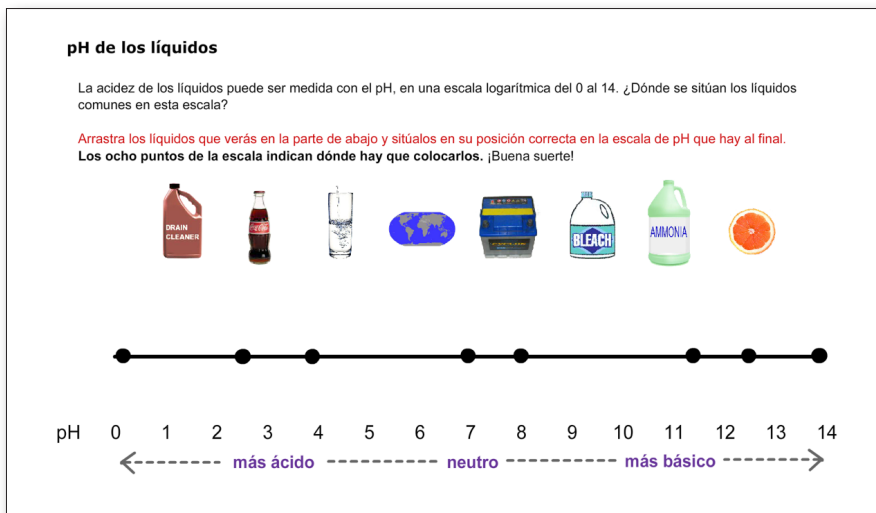 pH de los líquidos
La acidez de los líquidos puede ser medida con el pH, en una escala logarítmica del 0 al 14. ¿Dónde se sitúan los líquidos
comunes en esta escala?
Arrastra los líquidos que verás en la parte de abajo y sitúalos en su posición correcta en la escala de pH que hay al final.
Los ocho puntos de la escala indican dónde hay que colocarlos. ¡Buena suerte!
DRAIN
CLEANER
BLEACH
AMMONIA
pH 0 1 2 3 4 5 6 7 8 9 10 11 12 13 14
más ácido neutro más básico